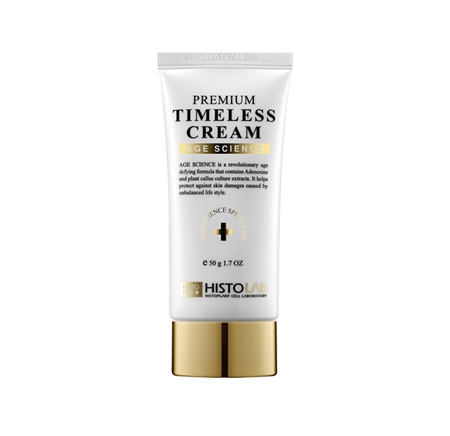 PREMIUM
TIMELESS
CREAM
AGE SCIENCE
AGE SCIENCE is a revolutionary age
defying formula that contains Adenosine
and plant callus culture extracts. It helps
protect against skin damages caused by
unbalanced life style.
℮ 50 g 1.7 OZ
HISTOLAB
HISTOPLANT CELL LABORATORY